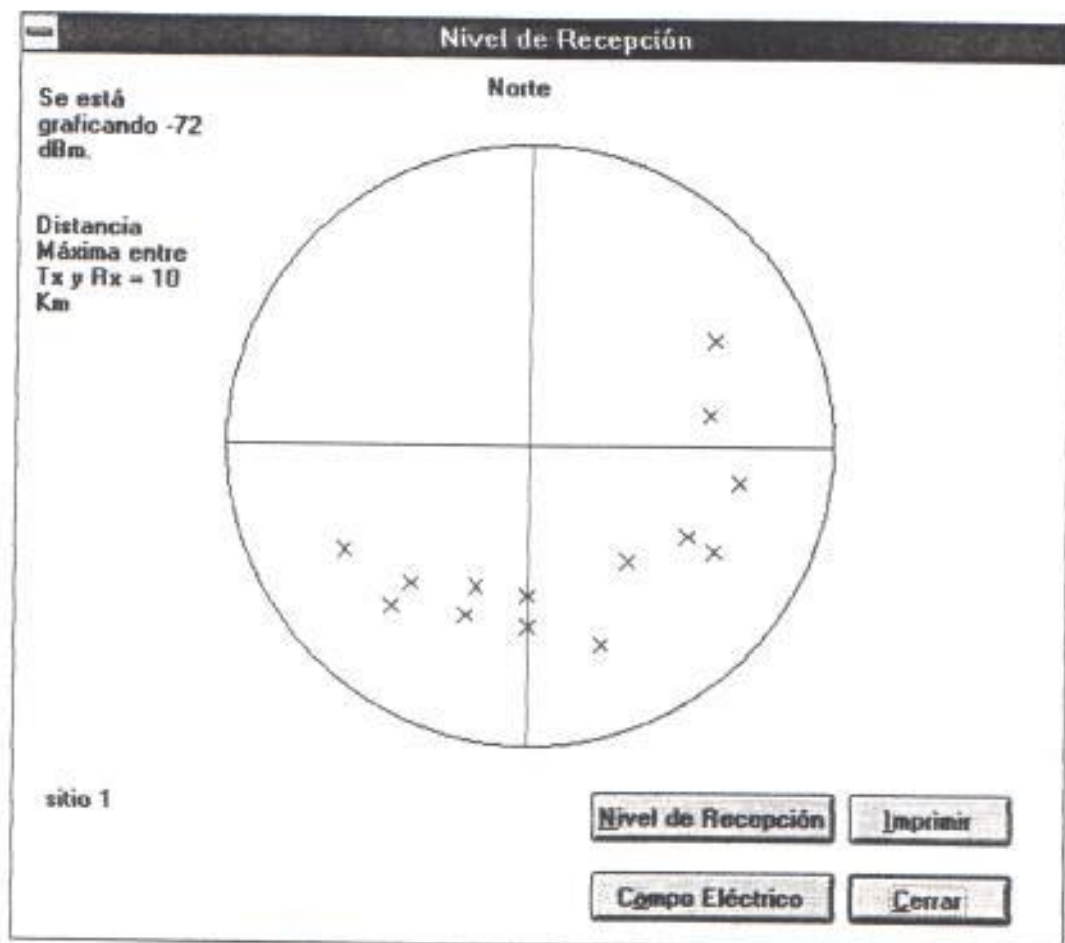 Nivel de Recepción
Norte
Se está
graficando -72
dBm.
Distancia
Máxima entre
Tx y Rx = 10
Km
sitio 1
Nivel de Recepción
Imprimir
Campo Eléctrico
Cerrar